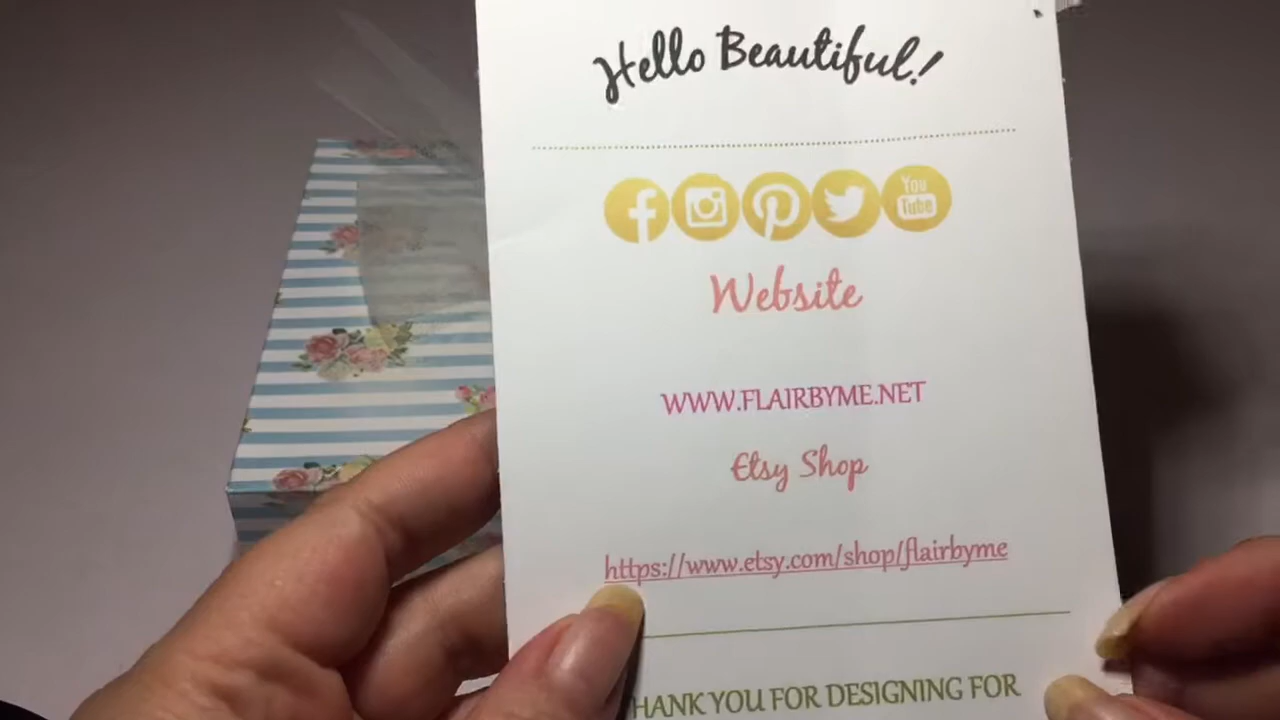 Hello Beautiful!
You
Tube
Website
WWW.FLAIRBYME.NET
Etsy Shop
https://www.etsy.com/shop/flairbyme
HANK YOU FOR DESIGNING FOR